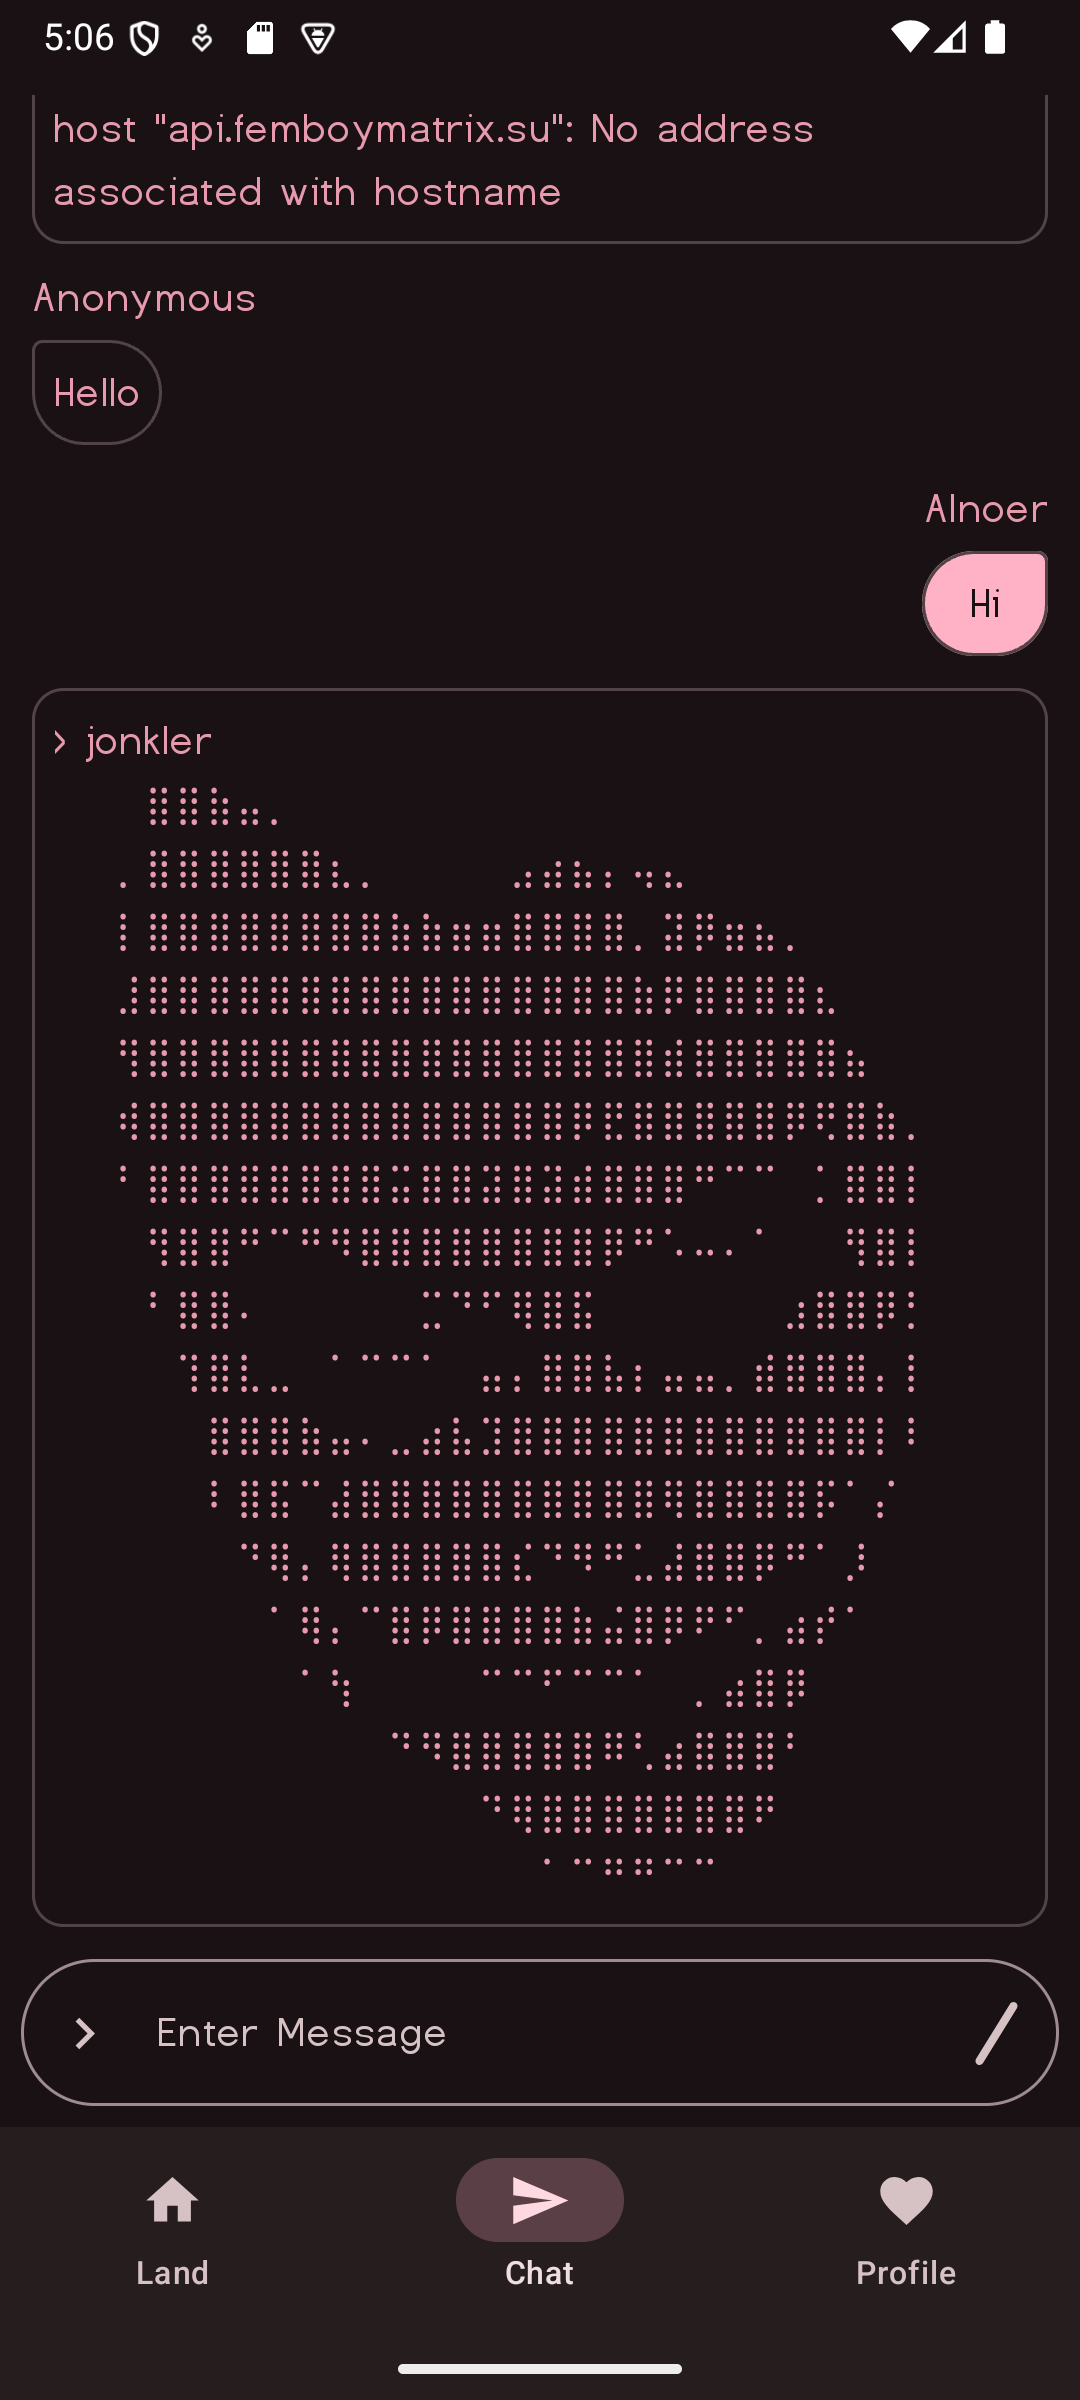 5:06
host "api.femboymatrix.su": No address
associated with hostname
Anonymous
Hello
Alnoer
Hi
> jonkler
Enter Message
Land
Chat
Profile